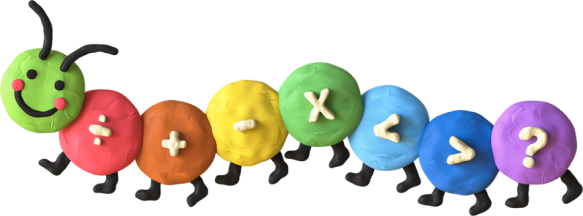 ÷ + - × < > ?